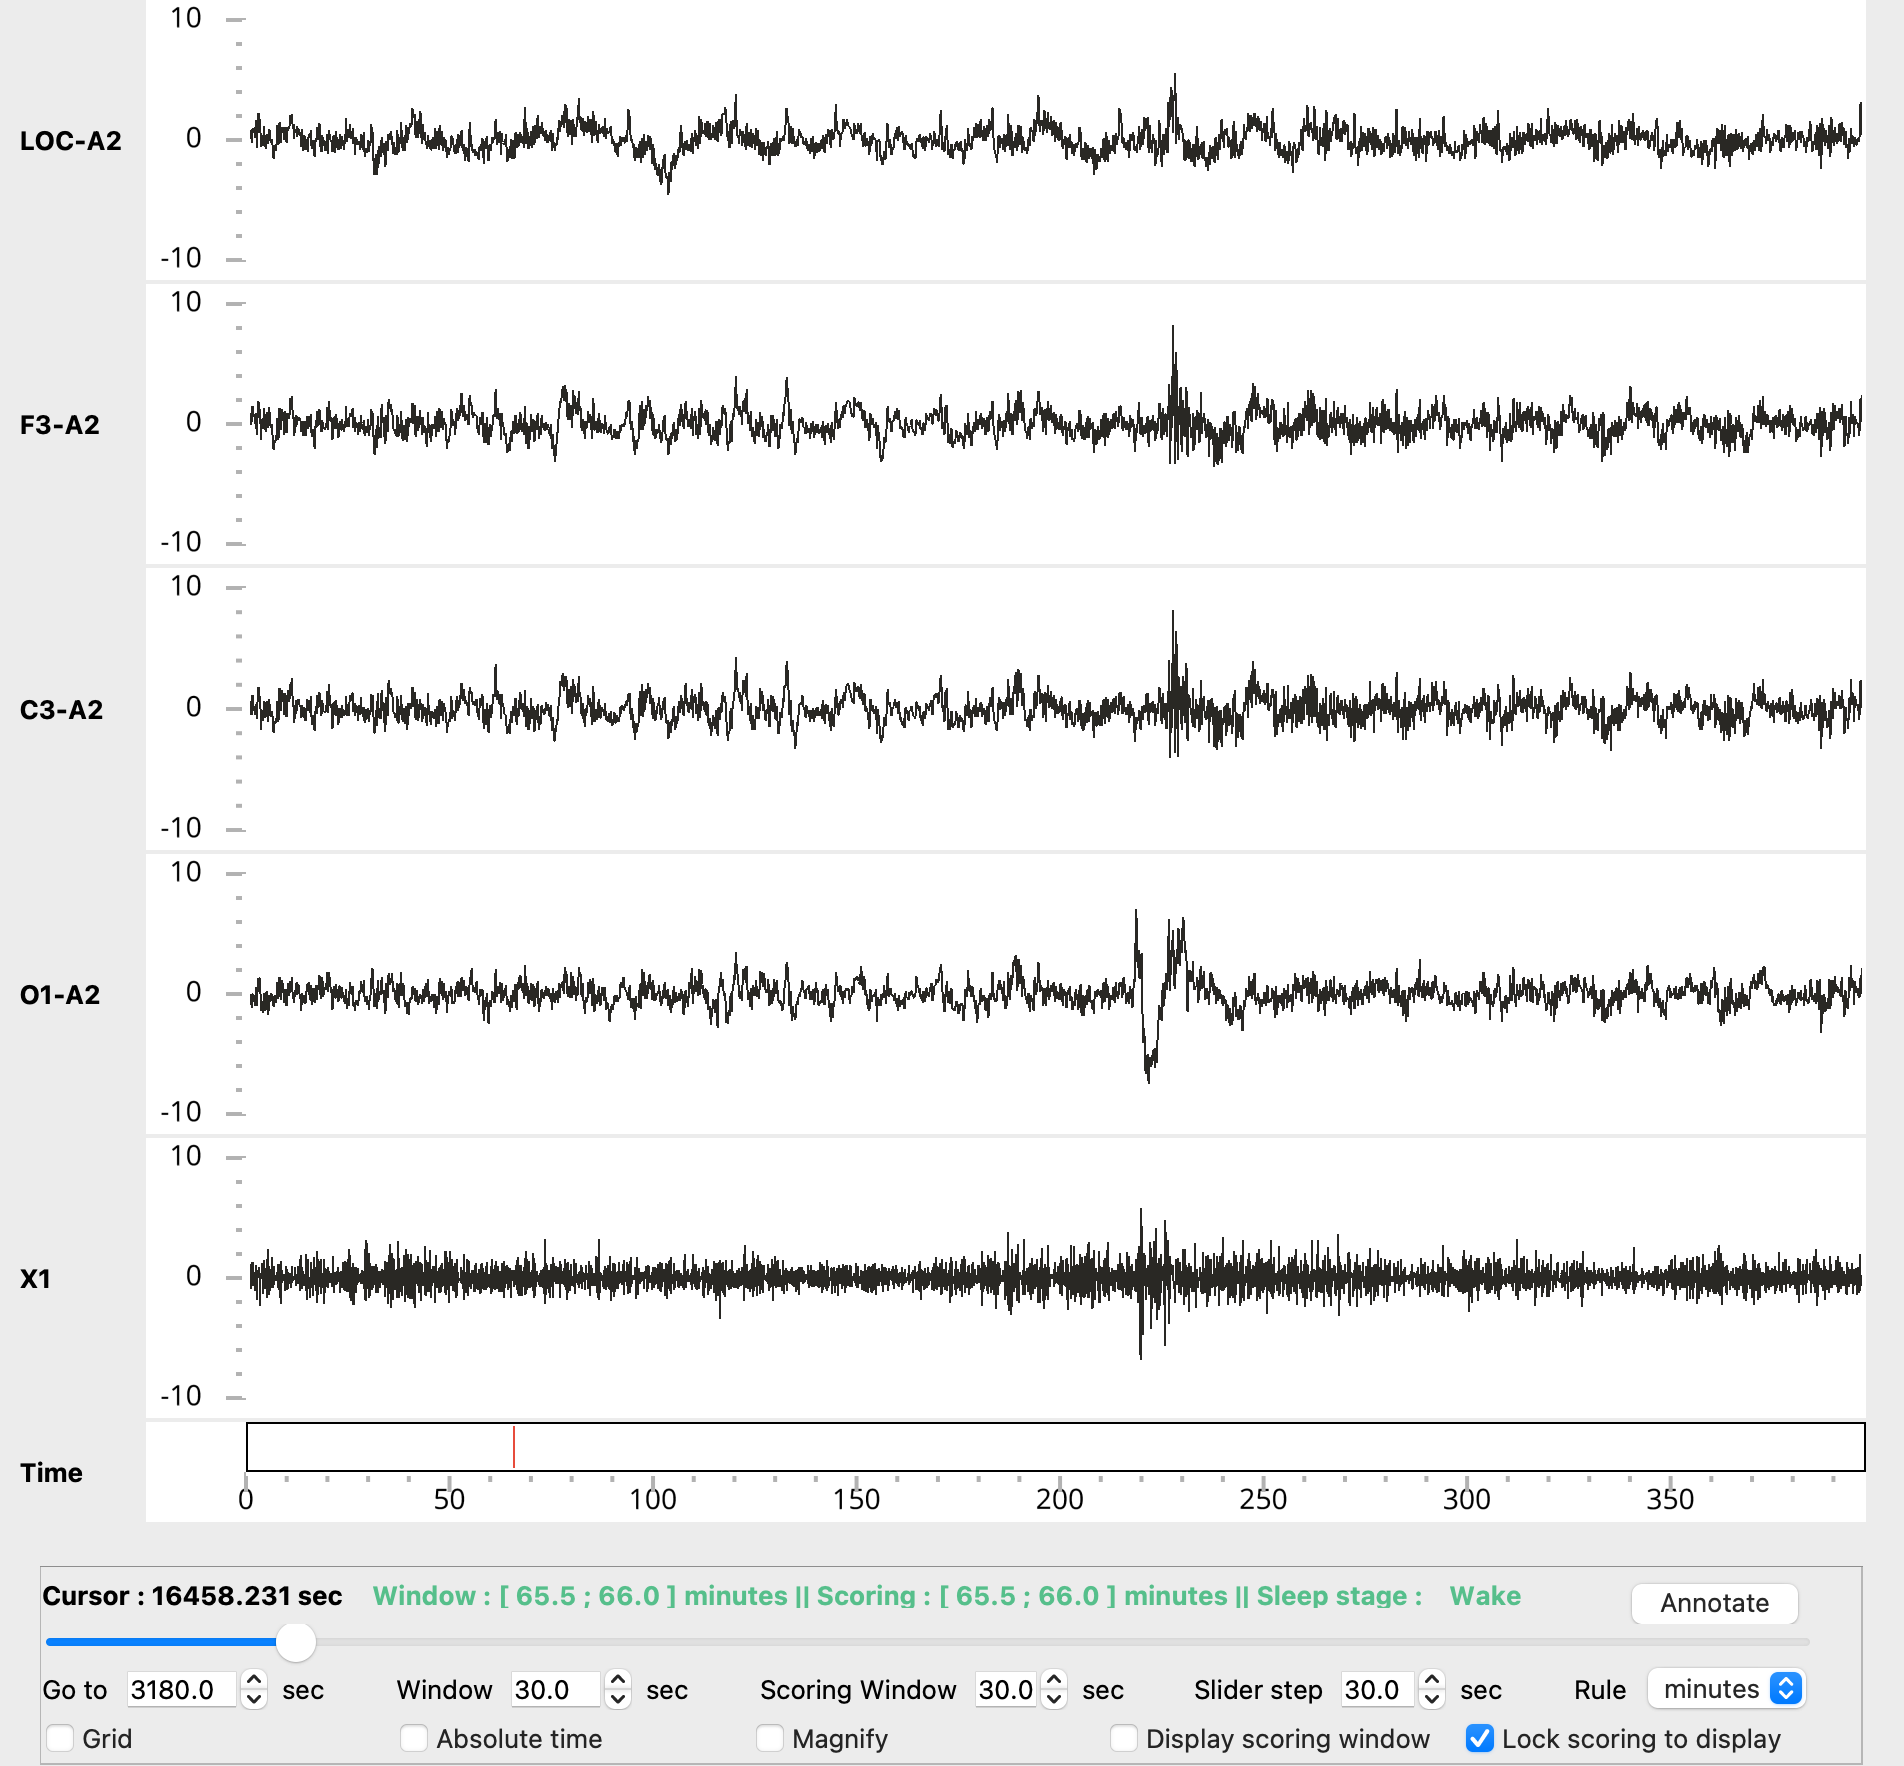 10
LOC-A2 0
-10
10
F3-A2 0
-10
10
C3-A2 0
-10
10
O1-A2 0
-10
10
X1 0
-10
Time
0 50 100 150 200 250 300 350
Cursor : 16458.231 sec Window : [ 65.5 ; 66.0 ] minutes || Scoring : [ 65.5 ; 66.0 ] minutes || Sleep stage : Wake Annotate
Go to 3180.0 sec Window 30.0 sec Scoring Window 30.0 sec Slider step 30.0 sec Rule minutes
Grid Absolute time Magnify Display scoring window Lock scoring to display